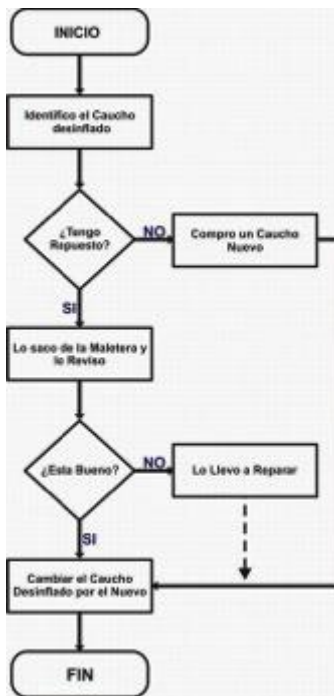 INICIO
Identifico el Caucho
desinflado
¿Tengo
Repuesto?
NO
Compro un Caucho
Nuevo
SI
Lo saco de la Maletera y
lo Reviso
¿Esta Bueno?
NO
Lo Llevo a Reparar
SI
Cambiar el Caucho
Desinflado por el Nuevo
FIN